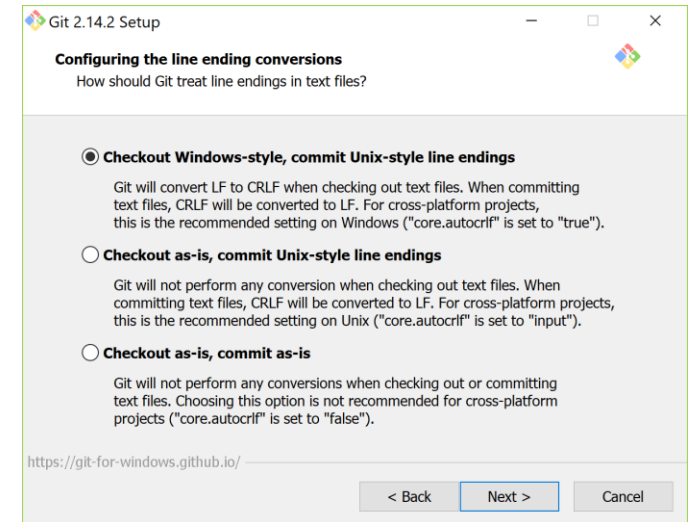 Git 2.14.2 Setup
Configuring the line ending conversions
How should Git treat line endings in text files?
Checkout Windows-style, commit Unix-style line endings
Git will convert LF to CRLF when checking out text files. When committing
text files, CRLF will be converted to LF. For cross-platform projects,
this is the recommended setting on Windows ("core.autocrlf" is set to "true").
Checkout as-is, commit Unix-style line endings
Git will not perform any conversion when checking out text files. When
committing text files, CRLF will be converted to LF. For cross-platform projects,
this is the recommended setting on Unix ("core.autocrlf" is set to "input").
Checkout as-is, commit as-is
Git will not perform any conversions when checking out or committing
text files. Choosing this option is not recommended for cross-platform
projects ("core.autocrlf" is set to "false").
https://git-for-windows.github.io/
< Back Next > Cancel